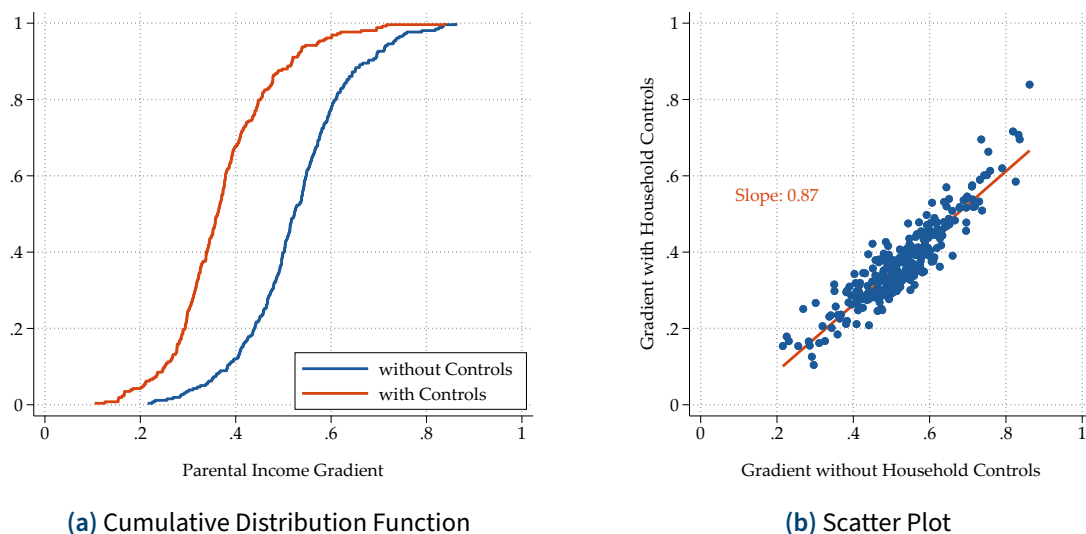 1
.8
.6
.4
.2
0
without Controls
with Controls
0 .2 .4 .6 .8 1
Parental Income Gradient
(a) Cumulative Distribution Function
Gradient with Household Controls
1
.8
.6
.4
.2
0
Slope: 0.87
0 .2 .4 .6 .8 1
Gradient without Household Controls
(b) Scatter Plot